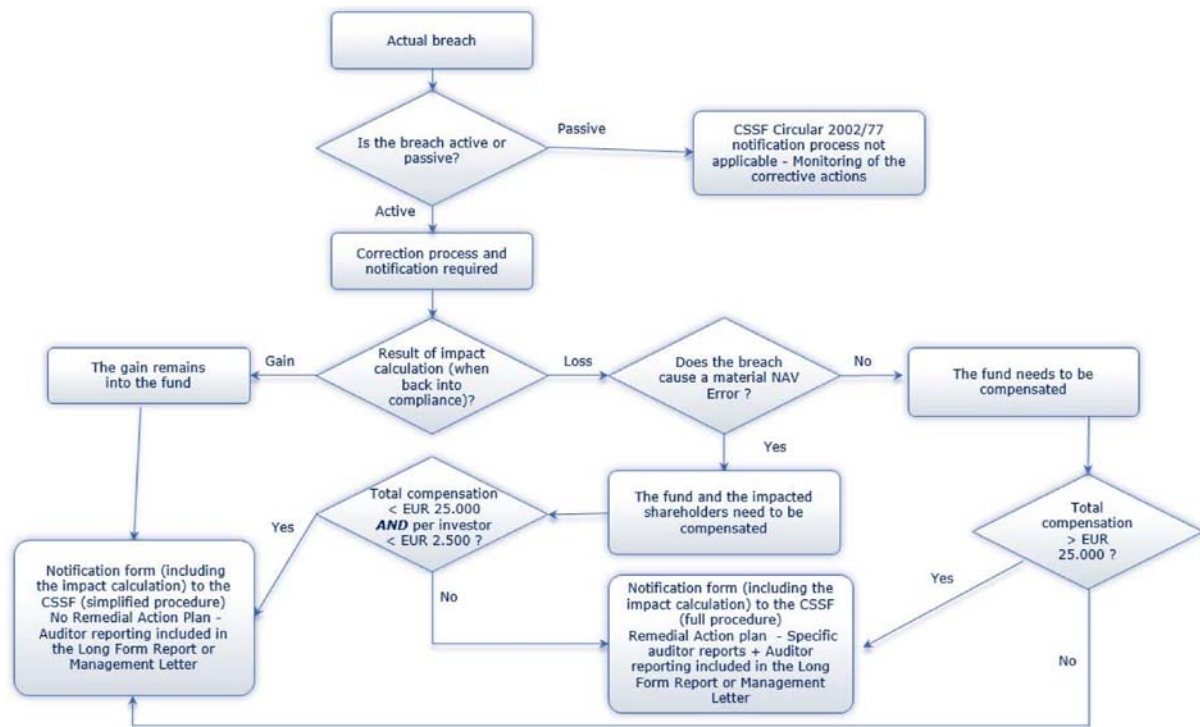 Actual breach
Is the breach active or
passive?
Passive
CSSF Circular 2002/77
notification process not
applicable - Monitoring of the
corrective actions
Active
Correction process and
notification required
The gain remains
into the fund
Gain
Result of impact
calculation (when
back into
compliance)?
Loss
Does the breach
cause a material NAV
Error ?
No
The fund needs to be
compensated
Yes
Total compensation
< EUR 25.000
AND per investor
< EUR 2.500 ?
The fund and the impacted
shareholders need to be
compensated
Total
compensation
> EUR
25.000 ?
Yes
No
Yes
No
Notification form (including
the impact calculation) to the
CSSF (simplified procedure)
No Remedial Action Plan -
Auditor reporting included in
the Long Form Report or
Management Letter
Notification form (including
the impact calculation) to the CSSF
(full procedure)
Remedial Action plan - Specific
auditor reports + Auditor
reporting included in the Long
Form Report or Management
Letter